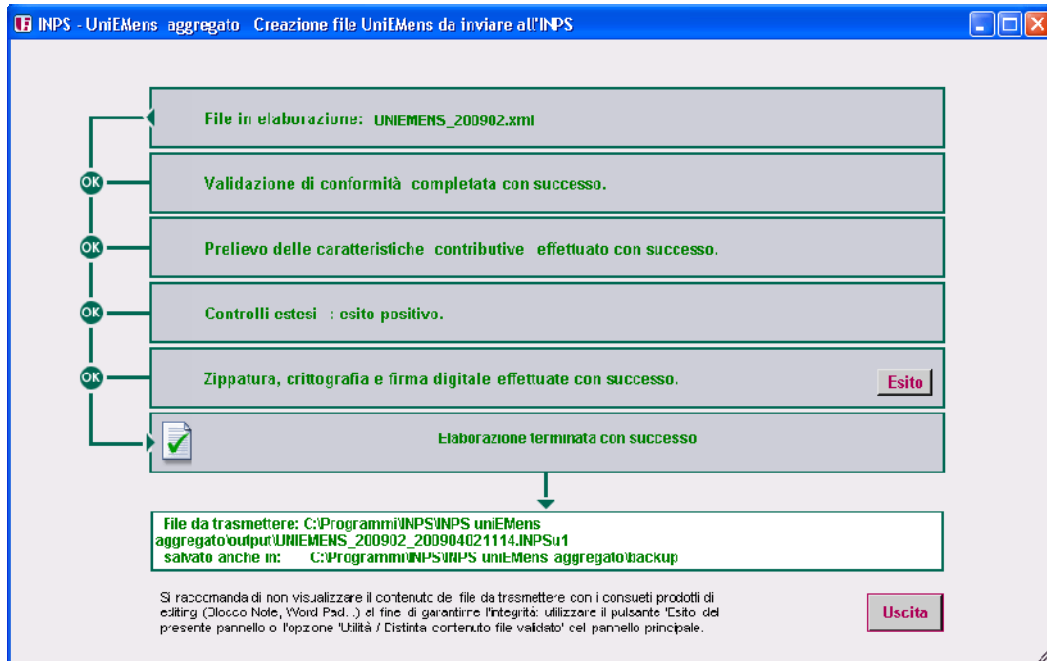 INPS - UniEMens aggregato Creazione file UniEMens da inviare all'INPS
File in elaborazione: UNIEMENS_200902.xml
OK
Validazione di conformità completata con successo.
OK
Prelievo delle caratteristiche contributive effettuato con successo.
OK
Controlli estesi : esito positivo.
OK
Zippatura, crittografia e firma digitale effettuate con successo.
Esito
Elaborazione terminata con successo
File da trasmettere: C:\Programmi\INPS\INPS uniEMens
aggregato\output\UNIEMENS_200902_200904021114.INPSu1
salvato anche in: C:\Programmi\INPS\INPS uniEMens aggregato\backup
Si raccomanda di non visualizzare il contenuto del file da trasmettere con i consueti prodotti di
editing (Blocco Note, Word Pad...) al fine di garantirne l'integrità: utilizzare il pulsante 'Esito' del
presente pannello o l'opzione 'Utilità / Distinta contenuto file validato' del pannello principale.
Uscita